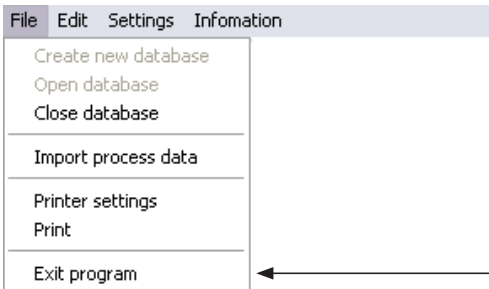 File Edit Settings Infomation
Create new database
Open database
Close database
Import process data
Printer settings
Print
Exit program